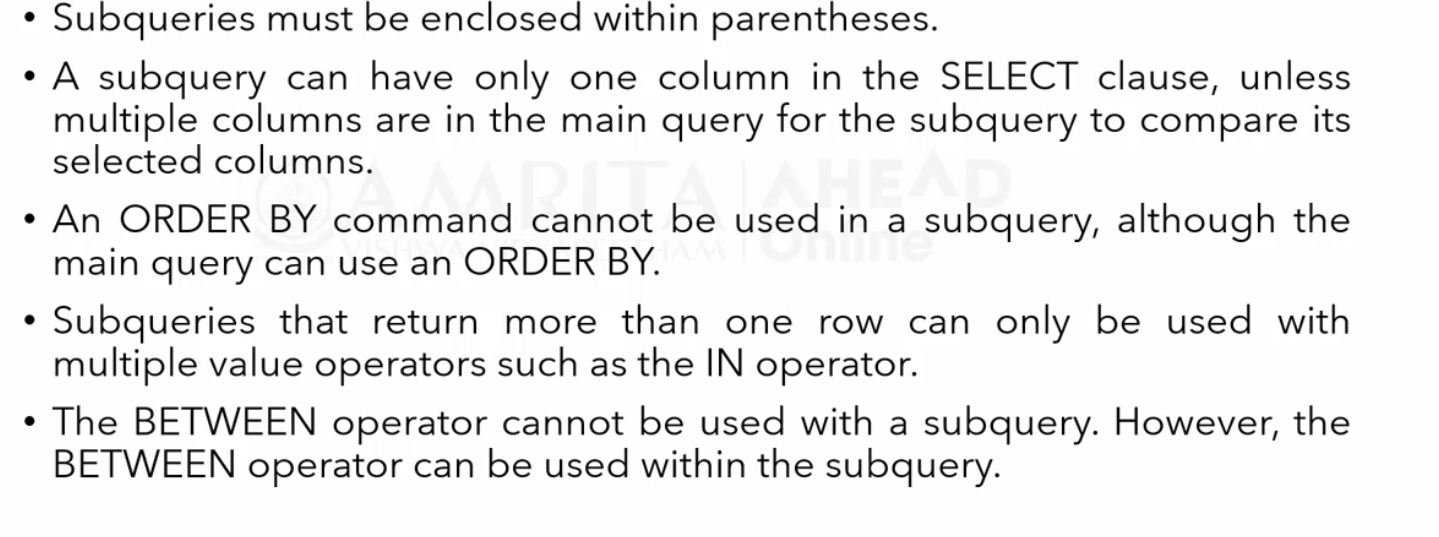 • Subqueries must be enclosed within parentheses.
• A subquery can have only one column in the SELECT clause, unless
multiple columns are in the main query for the subquery to compare its
selected columns.
AMRITA AHEAD
• An ORDER BY command cannot be used in a subquery, although the
VISHWA VIDYAPEETHAM Online
main query can use an ORDER BY.
• Subqueries that return more than one row can only be used with
multiple value operators such as the IN operator.
• The BETWEEN operator cannot be used with a subquery. However, the
BETWEEN operator can be used within the subquery.